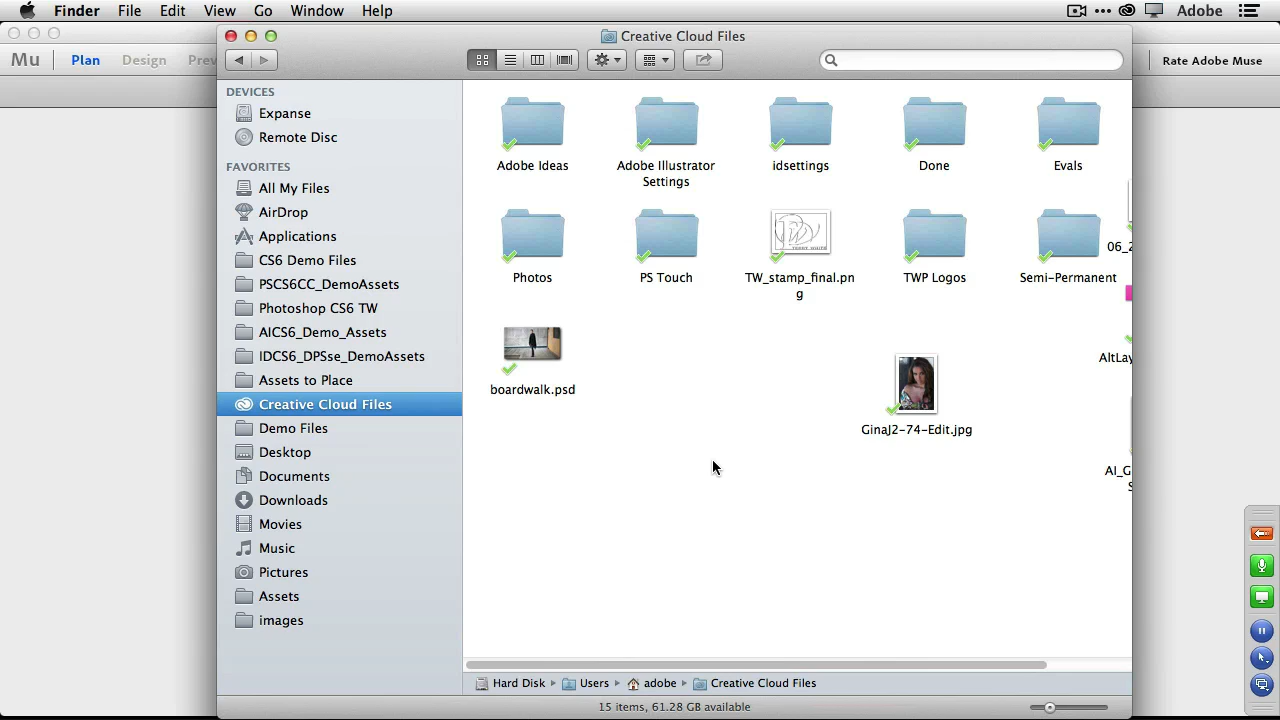 Finder File Edit View Go Window Help Adobe
Creative Cloud Files
Mu Plan Design Prev Rate Adobe Muse
DEVICES
Expanse
Remote Disc
FAVORITES
All My Files
AirDrop
Applications
CS6 Demo Files
PSCS6CC_DemoAssets
Photoshop CS6 TW
AICS6_Demo_Assets
IDCS6_DPSse_DemoAssets
Assets to Place
Creative Cloud Files
Demo Files
Desktop
Documents
Downloads
Movies
Music
Pictures
Assets
images
Adobe Ideas
Adobe Illustrator
Settings
idsettings
Done
Evals
Photos
PS Touch
TW_stamp_final.pn
g
TWP Logos
Semi-Permanent
06_2
boardwalk.psd
GinaJ2-74-Edit.jpg
AltLay
AI_G
S
Hard Disk Users adobe Creative Cloud Files
15 items, 61.28 GB available